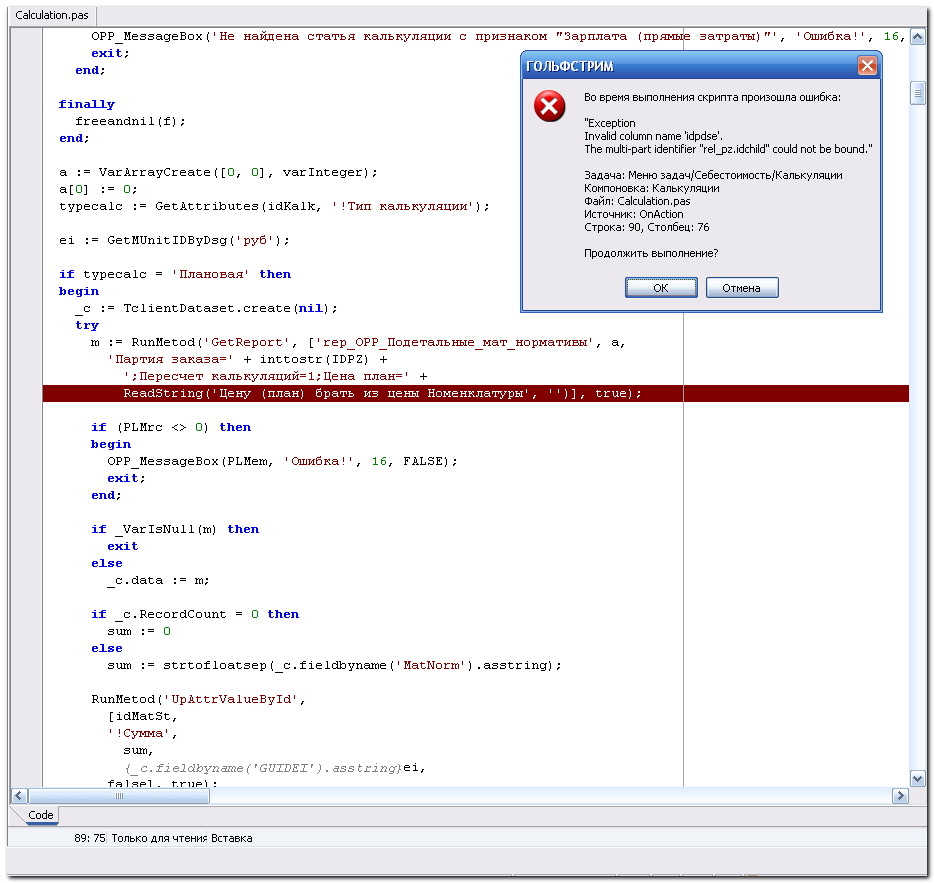 Calculation.pas
OPP_MessageBox('Не найдена статья калькуляции с признаком "Зарплата (прямые затраты)"', 'Ошибка!', 16,
exit;
end;
finally
freeandnil(f);
end;
a := VarArrayCreate([0, 0], varInteger);
a[0] := 0;
typecalc := GetAttributes(idKalk, '!Тип калькуляции');
ei := GetMUnitIDByDsg('руб');
if typecalc = 'Плановая' then
begin
_c := TclientDataset.create(nil);
try
m := RunMetod('GetReport', ['rep_OPP_Подетальные_мат_нормативы', a,
'Партия заказа=' + inttostr(IDPZ) +
';Пересчет калькуляций=1;Цена план=' +
ReadString('Цену (план) брать из цены Номенклатуры', '')], true);
if (PLMrc <> 0) then
begin
OPP_MessageBox(PLMem, 'Ошибка!', 16, FALSE);
exit;
end;
if _VarIsNull(m) then
exit
else
_c.data := m;
if _c.RecordCount = 0 then
sum := 0
else
sum := strtofloatsep(_c.fieldbyname('MatNorm').asstring);
RunMetod('UpAttrValueById',
[idMatSt,
'!Сумма',
sum,
{_c.fieldbyname('GUIDEI').asstring}ei,
false], true);
ГОЛЬФСТРИМ
Во время выполнения скрипта произошла ошибка:
"Exception
Invalid column name 'idpdse'.
The multi-part identifier "rel_pz.idchild" could not be bound."
Задача: Меню задач/Себестоимость/Калькуляции
Компоновка: Калькуляции
Файл: Calculation.pas
Источник: OnAction
Строка: 90, Столбец: 76
Продолжить выполнение?
OK Отмена
Code
89: 75 Только для чтения Вставка